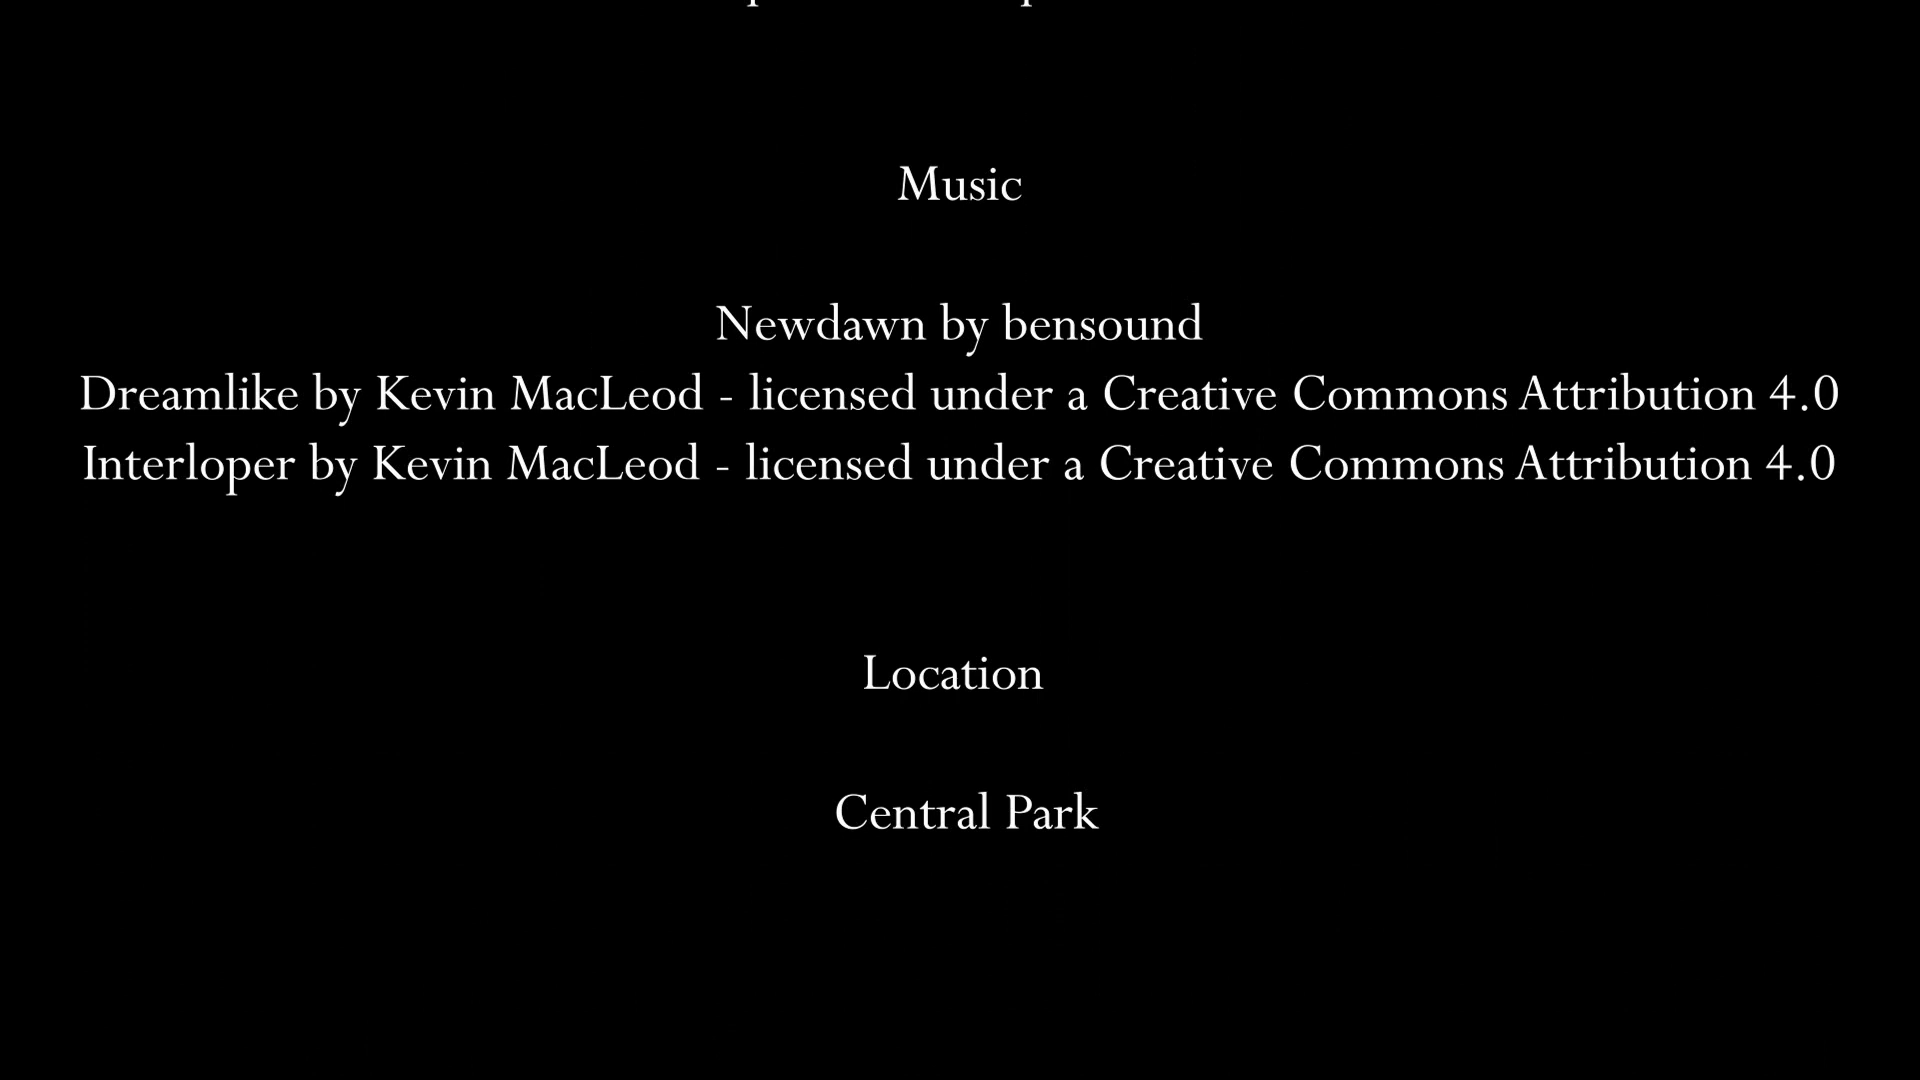 Music
Newdawn by bensound
Dreamlike by Kevin MacLeod - licensed under a Creative Commons Attribution 4.0
Interloper by Kevin MacLeod - licensed under a Creative Commons Attribution 4.0
Location
Central Park